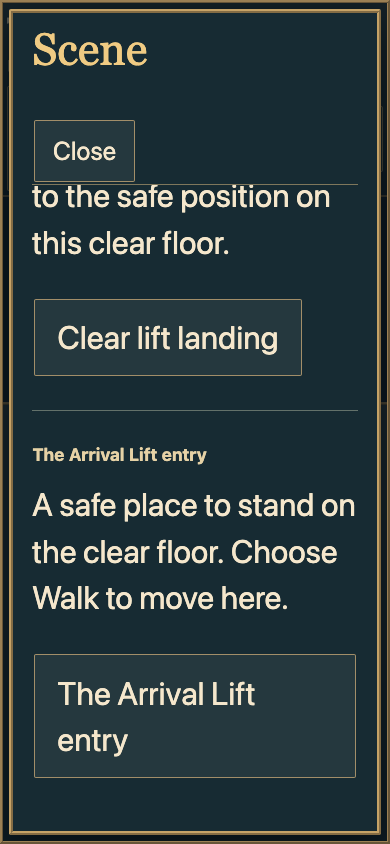 Scene
Close
to the safe position on
this clear floor.
Clear lift landing
The Arrival Lift entry
A safe place to stand on
the clear floor. Choose
Walk to move here.
The Arrival Lift
entry